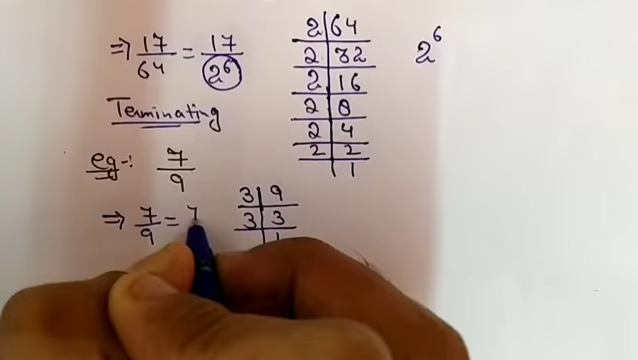 ⇒ 17/64 = 17/2⁶
2 | 64
2 | 32
2 | 16
2 | 8
2 | 4
2 | 2
| 1
2⁶
Terminating
eg:- 7/9
⇒ 7/9 = 7
3 | 9
3 | 3
| 1